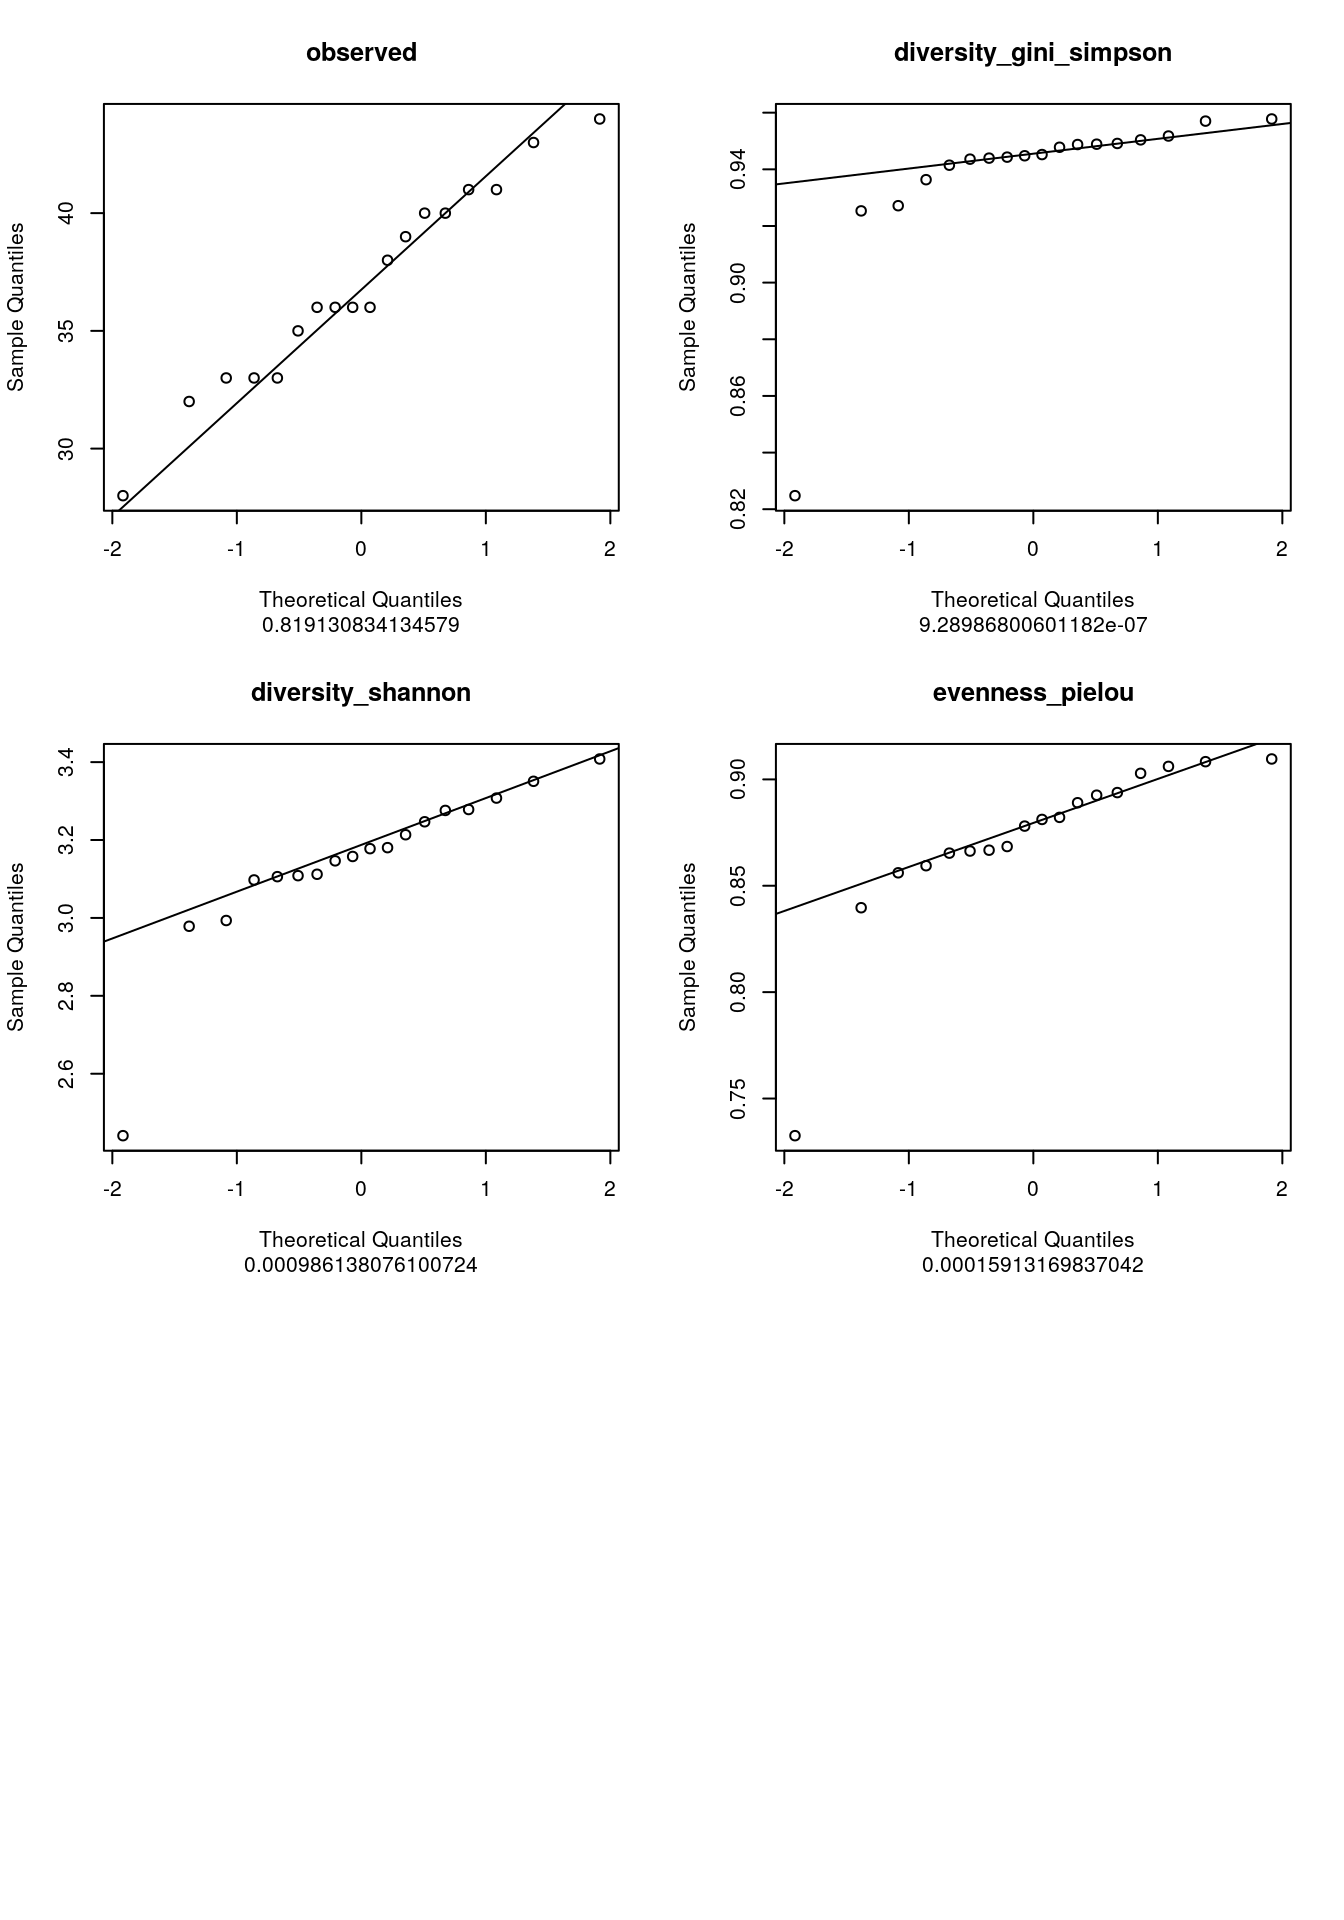 observed
Sample Quantiles
40
35
30
-2 -1 0 1 2
Theoretical Quantiles
0.819130834134579
diversity_gini_simpson
Sample Quantiles
0.94
0.90
0.86
0.82
-2 -1 0 1 2
Theoretical Quantiles
9.28986800601182e-07
diversity_shannon
Sample Quantiles
3.4
3.2
3.0
2.8
2.6
-2 -1 0 1 2
Theoretical Quantiles
0.000986138076100724
evenness_pielou
Sample Quantiles
0.90
0.85
0.80
0.75
-2 -1 0 1 2
Theoretical Quantiles
0.00015913169837042